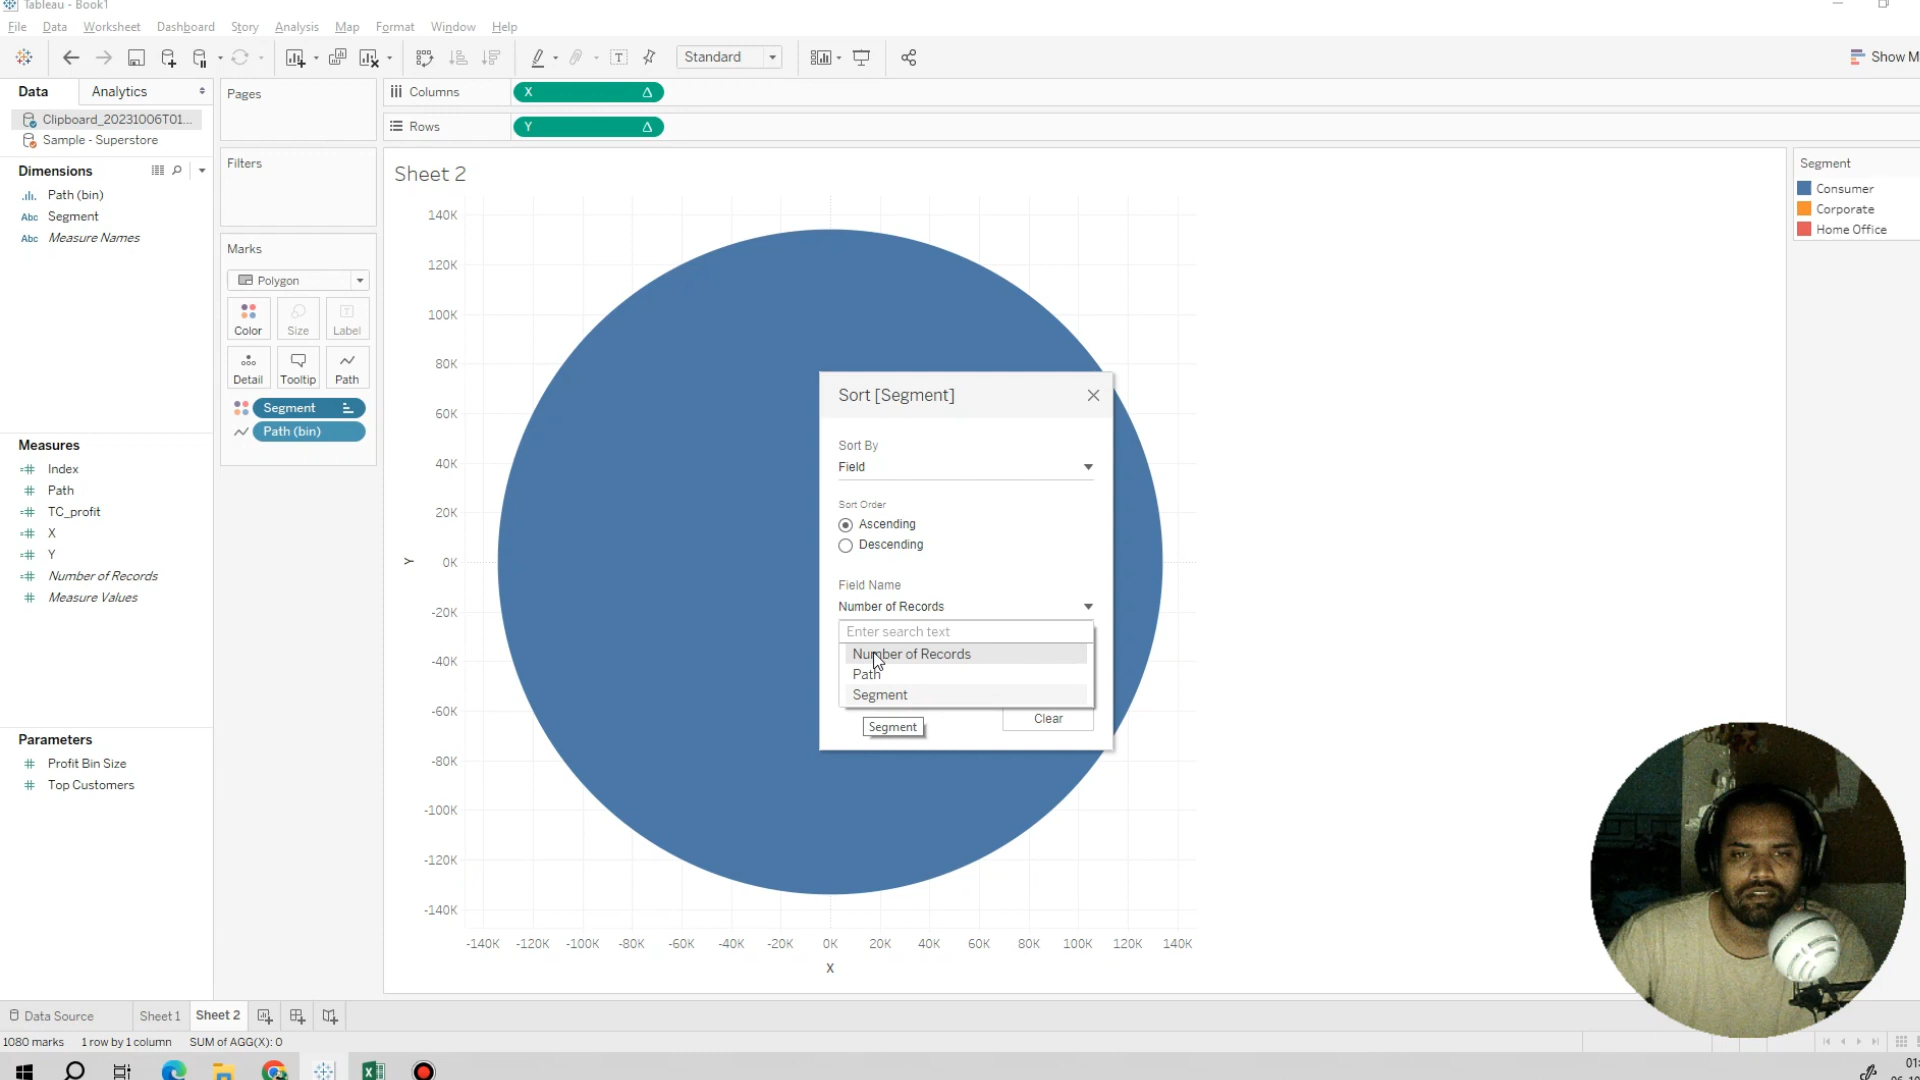 Tableau - Book1
File Data Worksheet Dashboard Story Analysis Map Format Window Help
Standard
Show M
Data Analytics
Pages
Columns X
Clipboard_20231006T01...
Sample - Superstore
Rows Y
Dimensions
Filters
Sheet 2
Segment
Path (bin)
Consumer
Abc Segment
Corporate
Abc Measure Names
Home Office
Marks
Polygon
Color Size Label
Detail Tooltip Path
Segment
Path (bin)
Measures
Index
Path
TC_profit
X
Y
Number of Records
Measure Values
Parameters
Profit Bin Size
Top Customers
140K
120K
100K
80K
60K
40K
20K
0K
-20K
-40K
-60K
-80K
-100K
-120K
-140K
Y
-140K -120K -100K -80K -60K -40K -20K 0K 20K 40K 60K 80K 100K 120K 140K
X
Sort [Segment]
Sort By
Field
Sort Order
Ascending
Descending
Field Name
Number of Records
Enter search text
Number of Records
Path
Segment
Segment
Clear
Data Source Sheet 1 Sheet 2
1080 marks 1 row by 1 column SUM of AGG(X): 0